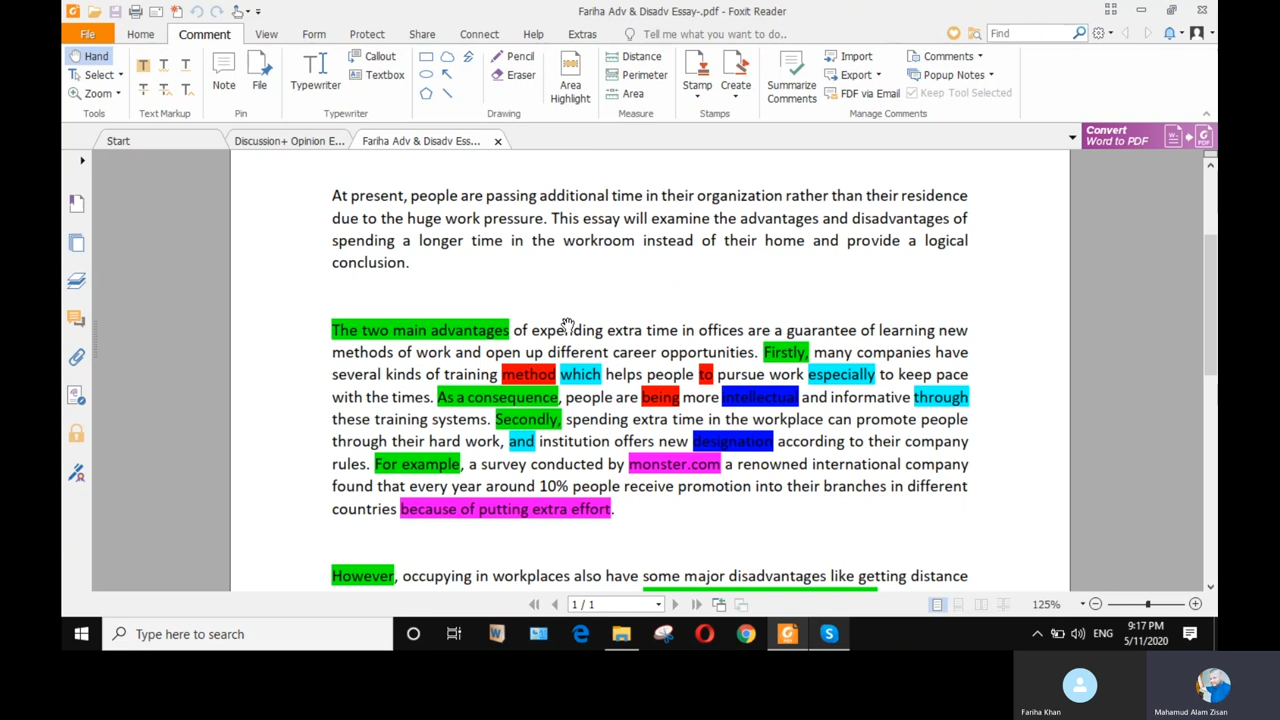 Fariha Adv & Disadv Essay-.pdf - Foxit Reader
File Home Comment View Form Protect Share Connect Help Extras Tell me what you want to do.. Find
Hand
Select
Zoom
Tools
T T T
T T T
Text Markup
Note File
Pin
Typewriter
Callout
Textbox
Typewriter
Pencil
Eraser
Drawing
Area
Highlight
Distance
Perimeter
Area
Measure
Stamp Create
Stamps
Summarize
Comments
Import
Export
FDF via Email
Comments
Popup Notes
Keep Tool Selected
Manage Comments
Start Discussion+ Opinion E... Fariha Adv & Disadv Ess...
Convert
Word to PDF
At present, people are passing additional time in their organization rather than their residence
due to the huge work pressure. This essay will examine the advantages and disadvantages of
spending a longer time in the workroom instead of their home and provide a logical
conclusion.
The two main advantages of expending extra time in offices are a guarantee of learning new
methods of work and open up different career opportunities. Firstly, many companies have
several kinds of training method which helps people to pursue work especially to keep pace
with the times. As a consequence, people are being more intellectual and informative through
these training systems. Secondly, spending extra time in the workplace can promote people
through their hard work, and institution offers new designation according to their company
rules. For example, a survey conducted by monster.com a renowned international company
found that every year around 10% people receive promotion into their branches in different
countries because of putting extra effort.
However, occupying in workplaces also have some major disadvantages like getting distance
1 / 1
125%
Type here to search
ENG
9:17 PM
5/11/2020
Fariha Khan
Mahamud Alam Zisan